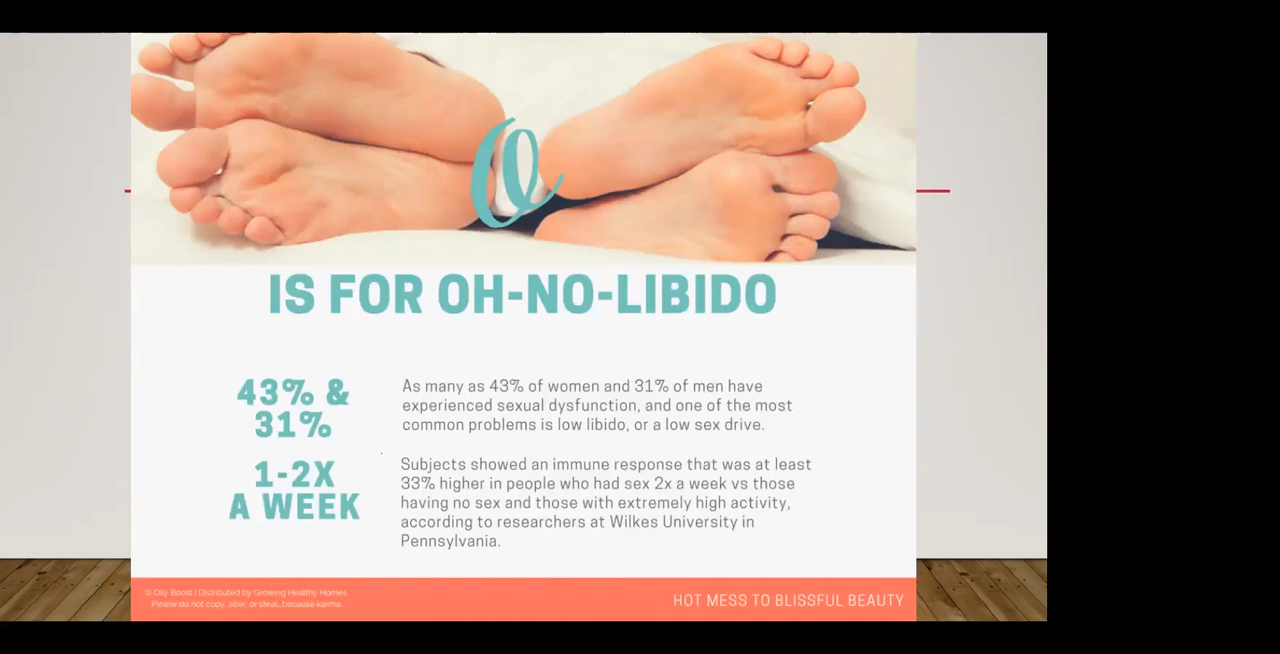 O
IS FOR OH-NO-LIBIDO
43% &
31%
As many as 43% of women and 31% of men have
experienced sexual dysfunction, and one of the most
common problems is low libido, or a low sex drive.
1-2X
A WEEK
Subjects showed an immune response that was at least
33% higher in people who had sex 2x a week vs those
having no sex and those with extremely high activity,
according to researchers at Wilkes University in
Pennsylvania.
© Oily Boost | Distributed by Growing Healthy Homes
Please do not copy, alter, or steal...because karma.
HOT MESS TO BLISSFUL BEAUTY